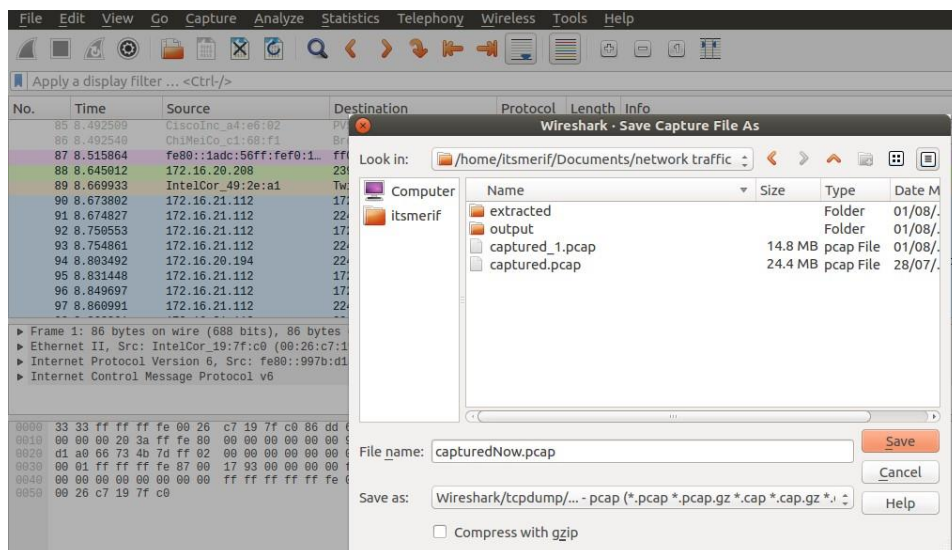 File Edit View Go Capture Analyze Statistics Telephony Wireless Tools Help
Apply a display filter ... <Ctrl-/>
No. Time Source Destination Protocol Length Info
85 8.492509 CiscoInc_a4:e6:02
86 8.492540 ChiMeiCo_c1:68:f1
87 8.515864 fe80::1adc:56ff:fef0:1…
88 8.645012 172.16.20.208
89 8.669933 IntelCor_49:2e:a1
90 8.673802 172.16.21.112
91 8.674827 172.16.21.112
92 8.750553 172.16.21.112
93 8.754861 172.16.21.112
94 8.803492 172.16.20.194
95 8.831448 172.16.21.112
96 8.849697 172.16.21.112
97 8.860991 172.16.21.112
Frame 1: 86 bytes on wire (688 bits), 86 bytes
Ethernet II, Src: IntelCor_19:7f:c0 (00:26:c7:1
Internet Protocol Version 6, Src: fe80::997b:d1
Internet Control Message Protocol v6
0000 33 33 ff ff ff fe 00 26 c7 19 7f c0 86 dd
0010 00 00 00 20 3a ff fe 80 00 00 00 00 00 00
0020 d1 a0 66 73 4b 7d ff 02 00 00 00 00 00
0030 00 01 ff ff ff fe 87 00 17 93 00 00 00 00
0040 00 00 00 00 00 00 00 00 ff ff ff ff ff fe
0050 00 26 c7 19 7f c0
Wireshark · Save Capture File As
Look in: /home/itsmerif/Documents/network traffic
Computer
itsmerif
Name Size Type Date M
extracted Folder 01/08/.
output Folder 01/08/.
captured_1.pcap 14.8 MB pcap File 01/08/.
captured.pcap 24.4 MB pcap File 28/07/.
File name: capturedNow.pcap
Save
Cancel
Save as: Wireshark/tcpdump/... - pcap (*.pcap *.pcap.gz *.cap *.cap.gz *.
Help
Compress with gzip